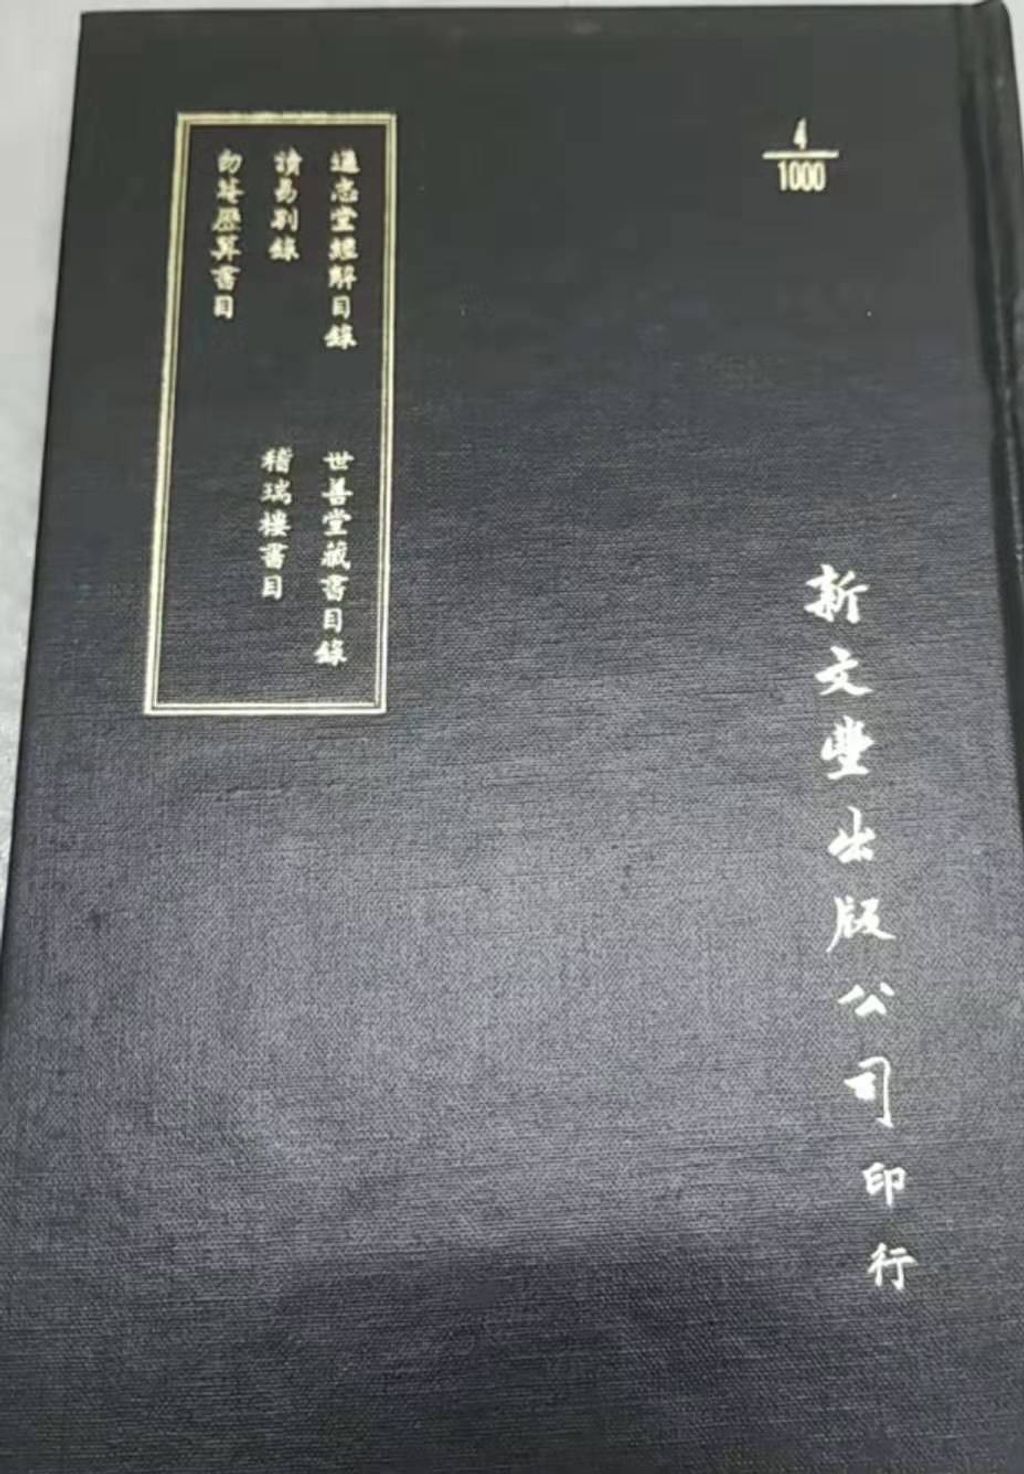 4
1000
通志堂經解目錄
世善堂藏書目錄
讀易別錄
稽瑞樓書目
勿菴歷算書目
新文豐出版公司印行